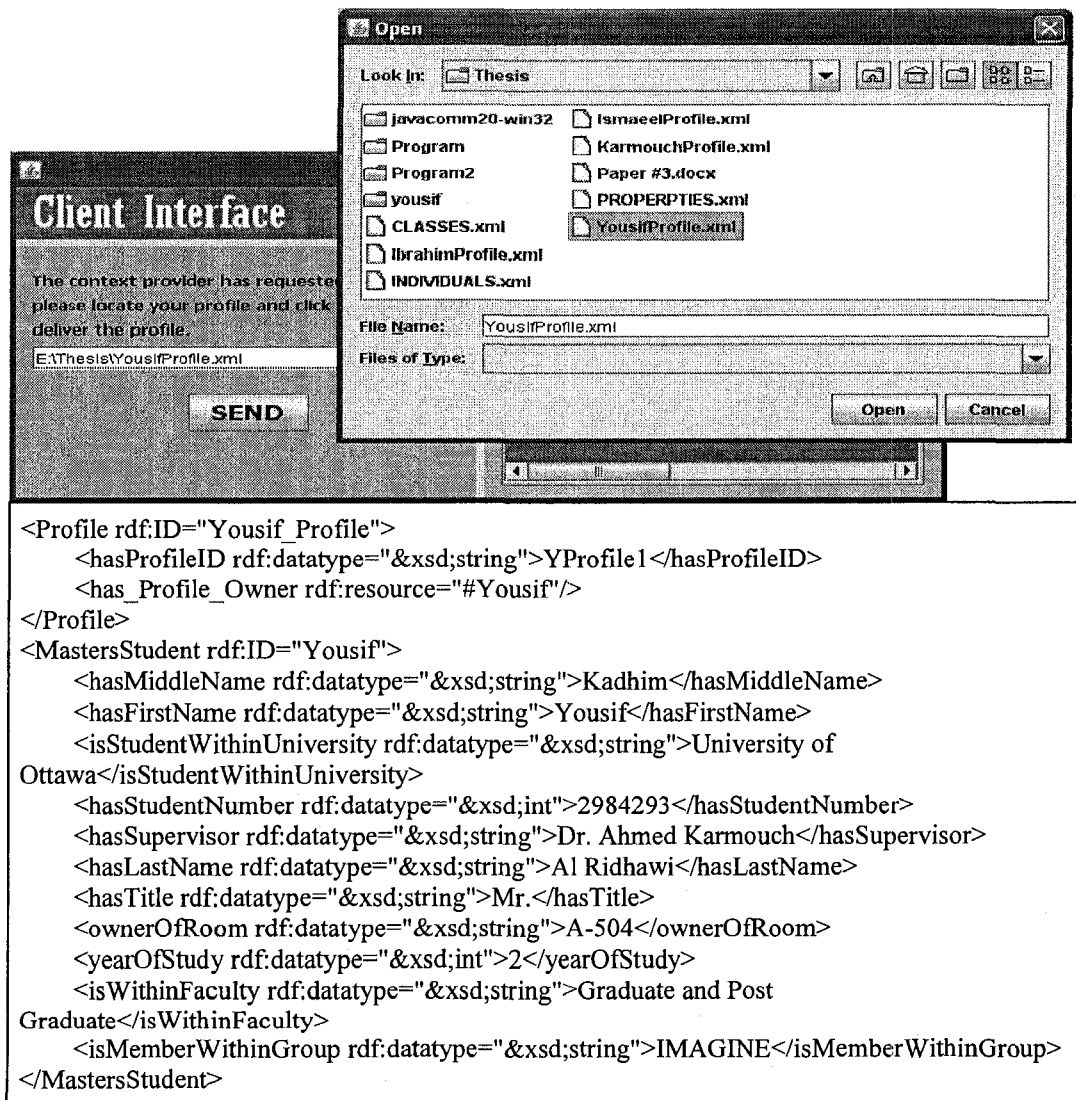 Open
Look In: Thesis
javacomm20-win32
Program
Program2
yousif
CLASSES.xml
IbrahimProfile.xml
INDIVIDUALS.xml
IsmaeelProfile.xml
KarmouchProfile.xml
Paper #3.docx
PROPERPTIES.xml
YousifProfile.xml
File Name: YousifProfile.xml
Files of Type:
Open Cancel
Client Interface
The context provider has requeste
please locate your profile and click
deliver the profile.
E:\Thesis\YousifProfile.xml
SEND
<Profile rdf:ID="Yousif_Profile">
<hasProfileID rdf:datatype="&xsd;string">YProfile1</hasProfileID>
<has_Profile_Owner rdf:resource="#Yousif"/>
</Profile>
<MastersStudent rdf:ID="Yousif">
<hasMiddleName rdf:datatype="&xsd;string">Kadhim</hasMiddleName>
<hasFirstName rdf:datatype="&xsd;string">Yousif</hasFirstName>
<isStudentWithinUniversity rdf:datatype="&xsd;string">University of
Ottawa</isStudentWithinUniversity>
<hasStudentNumber rdf:datatype="&xsd;int">2984293</hasStudentNumber>
<hasSupervisor rdf:datatype="&xsd;string">Dr. Ahmed Karmouch</hasSupervisor>
<hasLastName rdf:datatype="&xsd;string">Al Ridhawi</hasLastName>
<hasTitle rdf:datatype="&xsd;string">Mr.</hasTitle>
<ownerOfRoom rdf:datatype="&xsd;string">A-504</ownerOfRoom>
<yearOfStudy rdf:datatype="&xsd;int">2</yearOfStudy>
<isWithinFaculty rdf:datatype="&xsd;string">Graduate and Post
Graduate</isWithinFaculty>
<isMemberWithinGroup rdf:datatype="&xsd;string">IMAGINE</isMemberWithinGroup>
</MastersStudent>